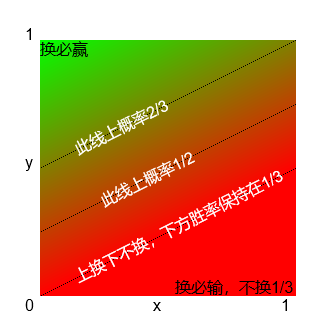 1
换必赢
此线上概率2/3
y
此线上概率1/2
上换下不换，下方胜率保持在1/3
换必输，不换1/3
0
x
1